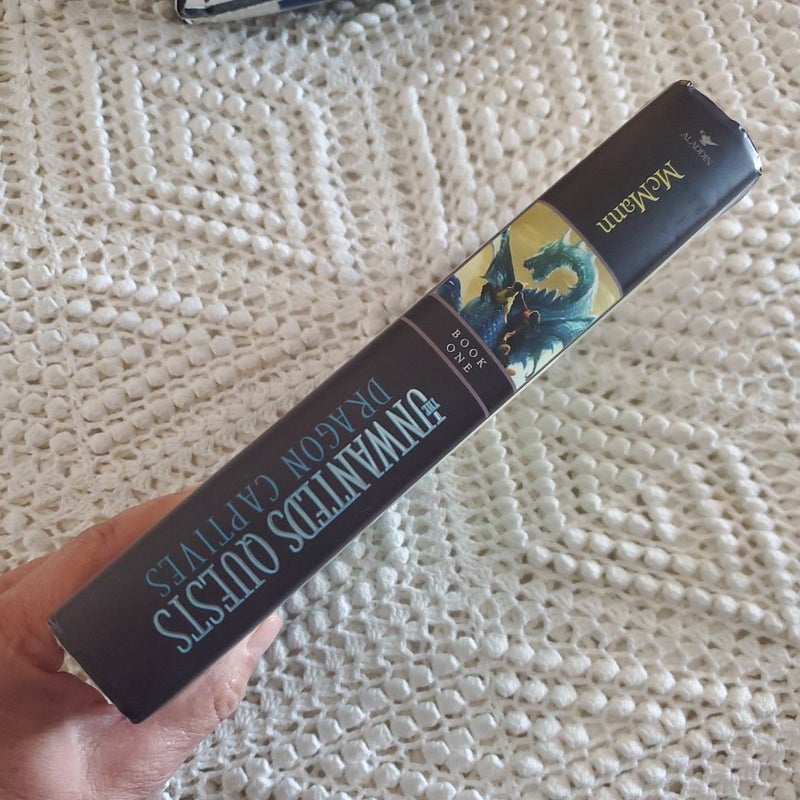 ALADDIN
McMann
BOOK
ONE
THE
UNWANTEDS QUESTS
DRAGON CAPTIVES